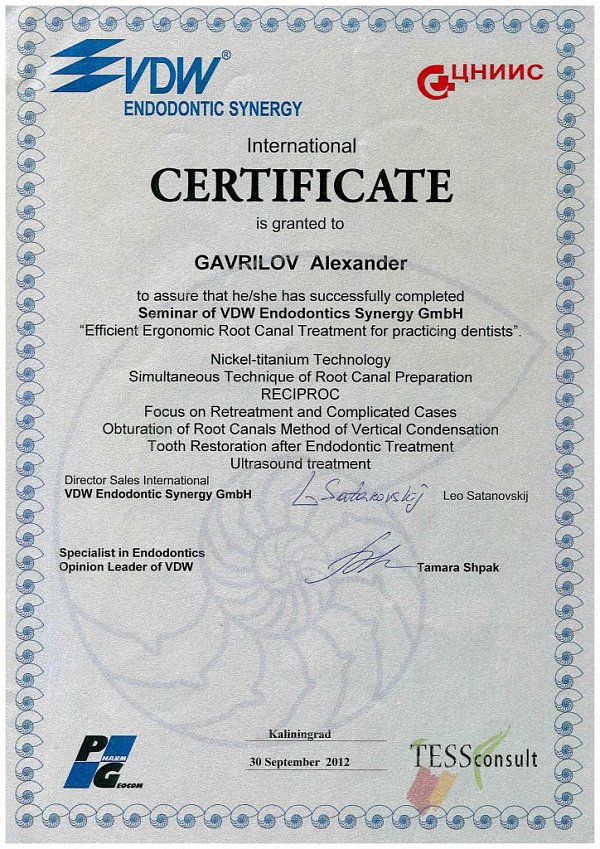 VDW®
ENDODONTIC SYNERGY
ЦНИИС
International
CERTIFICATE
is granted to
GAVRILOV Alexander
to assure that he/she has successfully completed
Seminar of VDW Endodontics Synergy GmbH
“Efficient Ergonomic Root Canal Treatment for practicing dentists”.
Nickel-titanium Technology
Simultaneous Technique of Root Canal Preparation
RECIPROC
Focus on Retreatment and Complicated Cases
Obturation of Root Canals Method of Vertical Condensation
Tooth Restoration after Endodontic Treatment
Ultrasound treatment
Director Sales International
VDW Endodontic Synergy GmbH
L Satanovskij
Leo Satanovskij
Specialist in Endodontics
Opinion Leader of VDW
Tamara Shpak
Kaliningrad
30 September 2012
PHARM
GEOCOM
TESSconsult